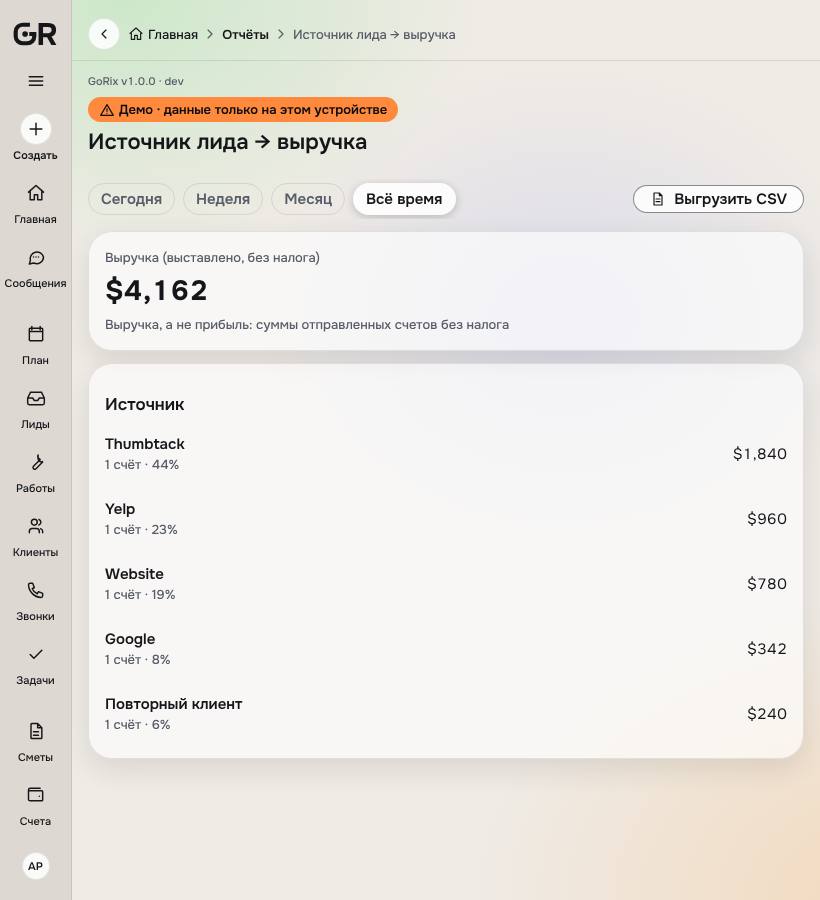 GR
Главная
Отчёты
Источник лида → выручка
GoRix v1.0.0 · dev
Демо · данные только на этом устройстве
Источник лида → выручка
Сегодня
Неделя
Месяц
Всё время
Выгрузить CSV
Выручка (выставлено, без налога)
$4,162
Выручка, а не прибыль: суммы отправленных счетов без налога
Источник
Thumbtack
1 счёт · 44%
$1,840
Yelp
1 счёт · 23%
$960
Website
1 счёт · 19%
$780
Google
1 счёт · 8%
$342
Повторный клиент
1 счёт · 6%
$240
Создать
Главная
Сообщения
План
Лиды
Работы
Клиенты
Звонки
Задачи
Сметы
Счета
AP